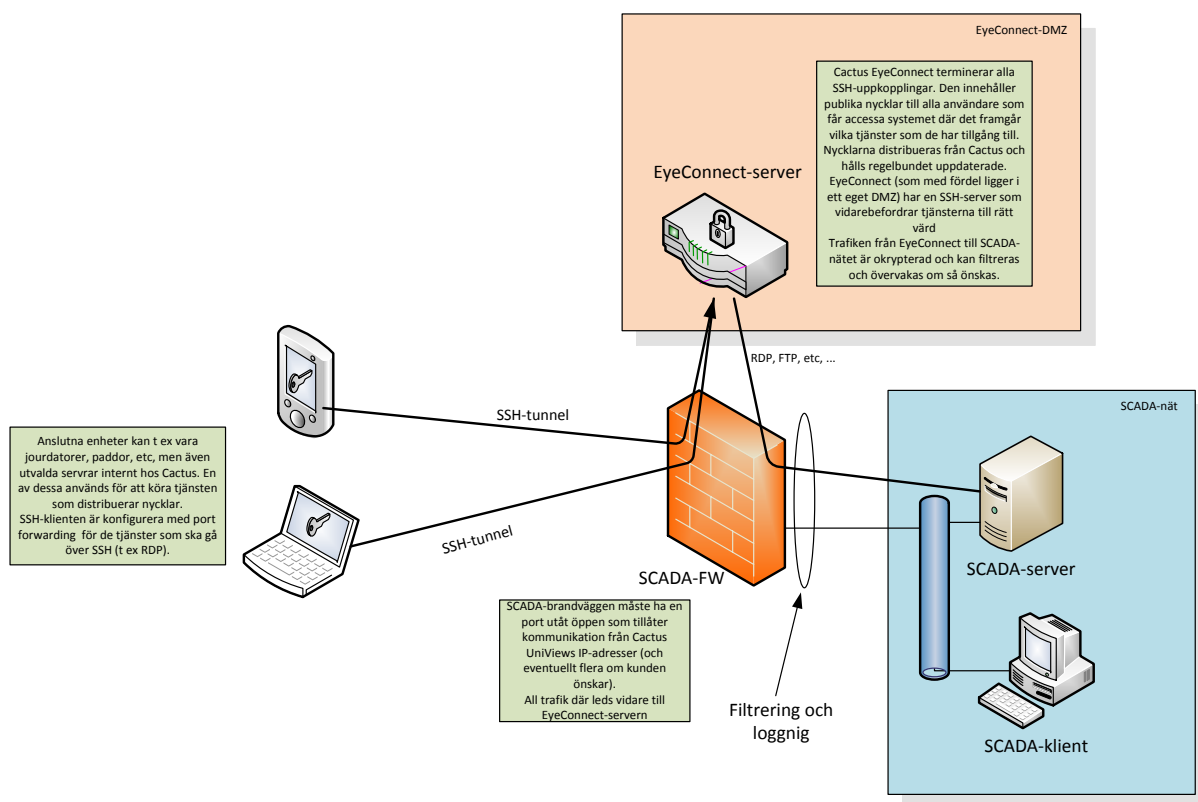 EyeConnect-DMZ
Cactus EyeConnect terminerar alla
SSH-uppkopplingar. Den innehåller
publika nycklar till alla användare som
får accessa systemet där det framgår
vilka tjänster som de har tillgång till.
Nycklarna distribueras från Cactus och
hålls regelbundet uppdaterade.
EyeConnect (som med fördel ligger i
ett eget DMZ) har en SSH-server som
vidarebefordrar tjänsterna till rätt
värd
Trafiken från EyeConnect till SCADA-
nätet är okrypterad och kan filtreras
och övervakas om så önskas.
EyeConnect-server
RDP, FTP, etc, ...
SSH-tunnel
SSH-tunnel
Anslutna enheter kan t ex vara
jourdatorer, paddor, etc, men även
utvalda servrar internt hos Cactus. En
av dessa används för att köra tjänsten
som distribuerar nycklar.
SSH-klienten är konfigurera med port
forwarding för de tjänster som ska gå
över SSH (t ex RDP).
SCADA-FW
SCADA-brandväggen måste ha en
port utåt öppen som tillåter
kommunikation från Cactus
UniViews IP-adresser (och
eventuellt flera om kunden
önskar).
All trafik där leds vidare till
EyeConnect-servern
Filtrering och
loggnig
SCADA-nät
SCADA-server
SCADA-klient